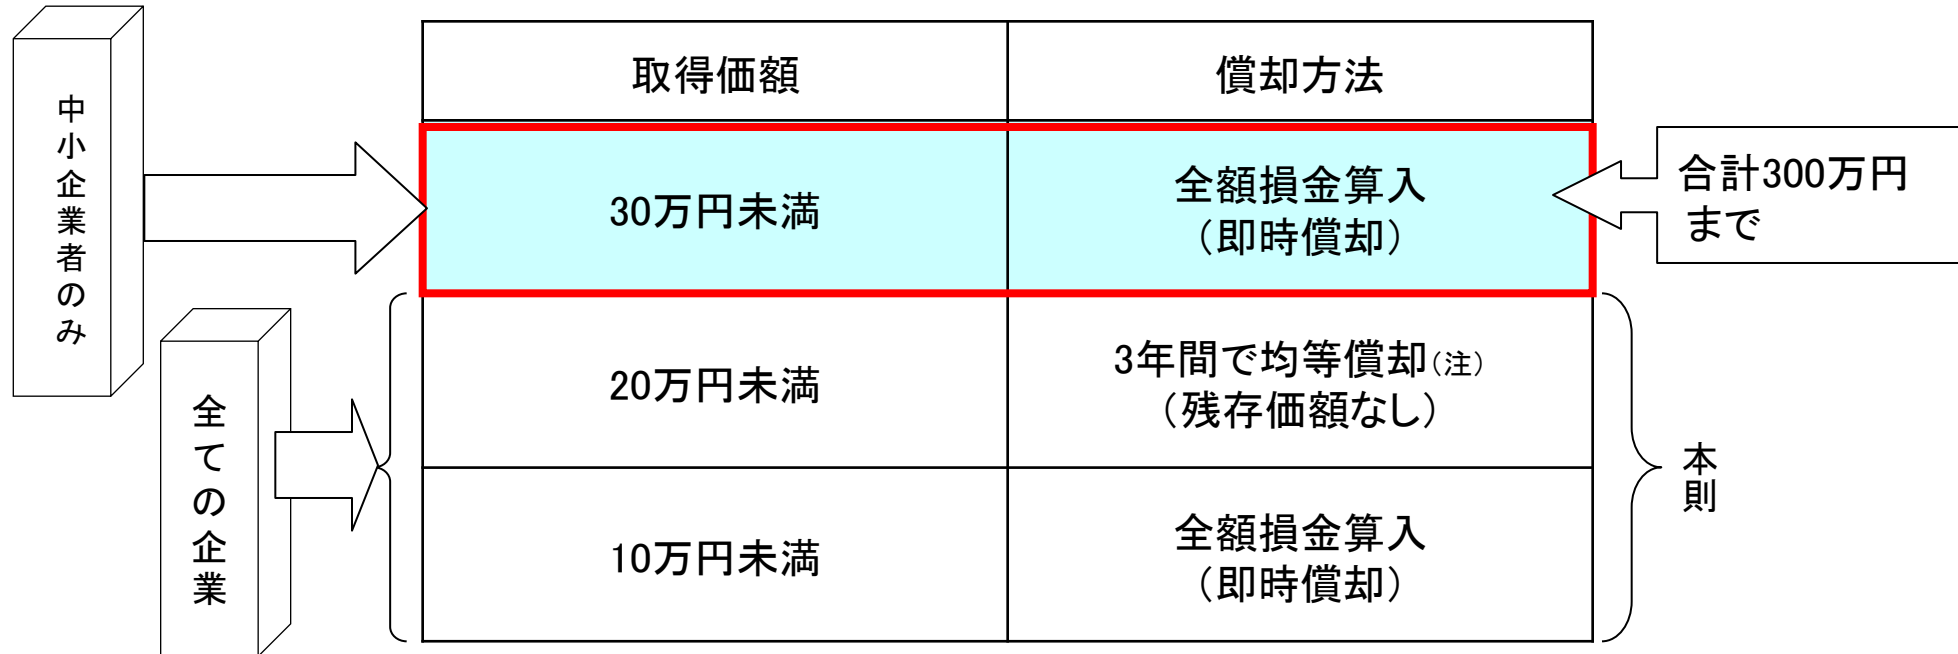 取得価額
償却方法
中小企業者のみ
30万円未満
全額損金算入
（即時償却）
合計300万円
まで
全ての企業
20万円未満
3年間で均等償却（注）
（残存価額なし）
10万円未満
全額損金算入
（即時償却）
本則